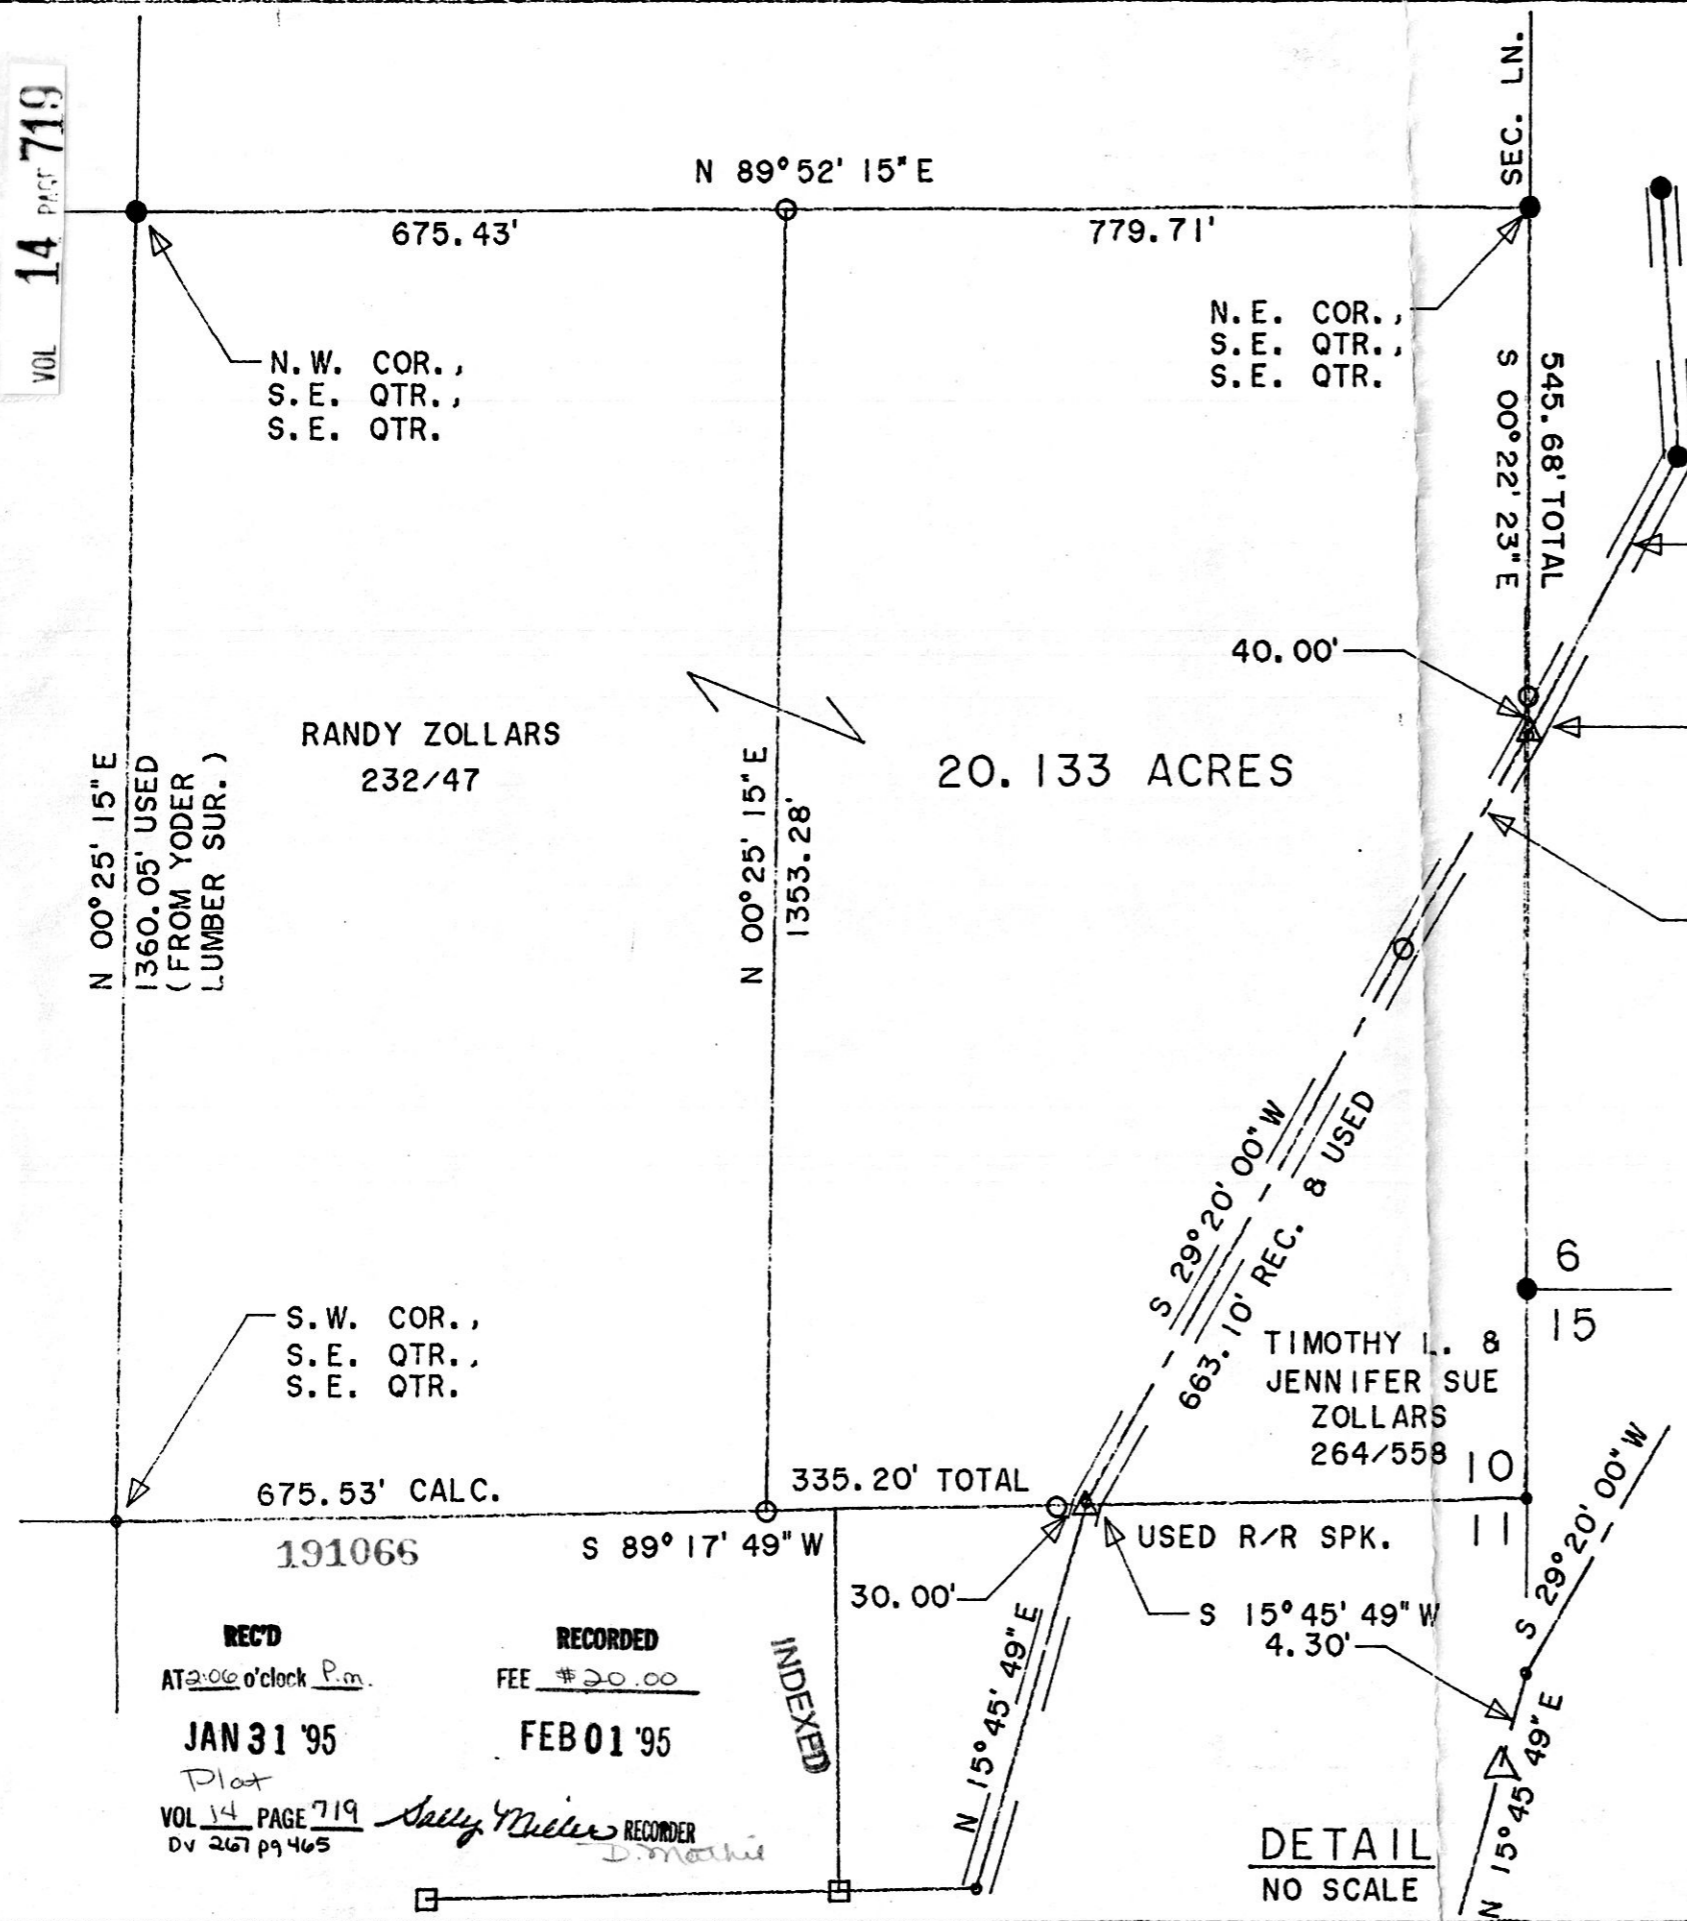 VOL 14 PAGE 719
SEC. LN.
N 89°52' 15" E
675.43'
779.71'
N.W. COR.,
S.E. QTR.,
S.E. QTR.
N.E. COR.,
S.E. QTR.,
S.E. QTR.
545.68' TOTAL
S 00°22' 23"E
40.00'
RANDY ZOLLARS
232/47
20.133 ACRES
N 00°25' 15"E
1360.05' USED
(FROM YODER
LUMBER SUR.)
N 00°25' 15"E
1353.28'
S 29°20' 00"W
663.10' REC. & USED
6
15
TIMOTHY L. &
JENNIFER SUE
ZOLLARS
264/558
10
11
S.W. COR.,
S.E. QTR.,
S.E. QTR.
675.53' CALC.
335.20' TOTAL
191066
S 89° 17' 49" W
USED R/R SPK.
30.00'
S 15°45' 49" W
4.30'
N 15°45' 49"E
S 29°20' 00"W
N 15°45' 49"E
DETAIL
NO SCALE
REC'D
AT 2:06 o'clock P.m.
JAN 31 '95
Plat
VOL 14 PAGE 719
DV 267 pg 465
RECORDED
FEE $20.00
FEB 01 '95
Sally Miller RECORDER
INDEXED